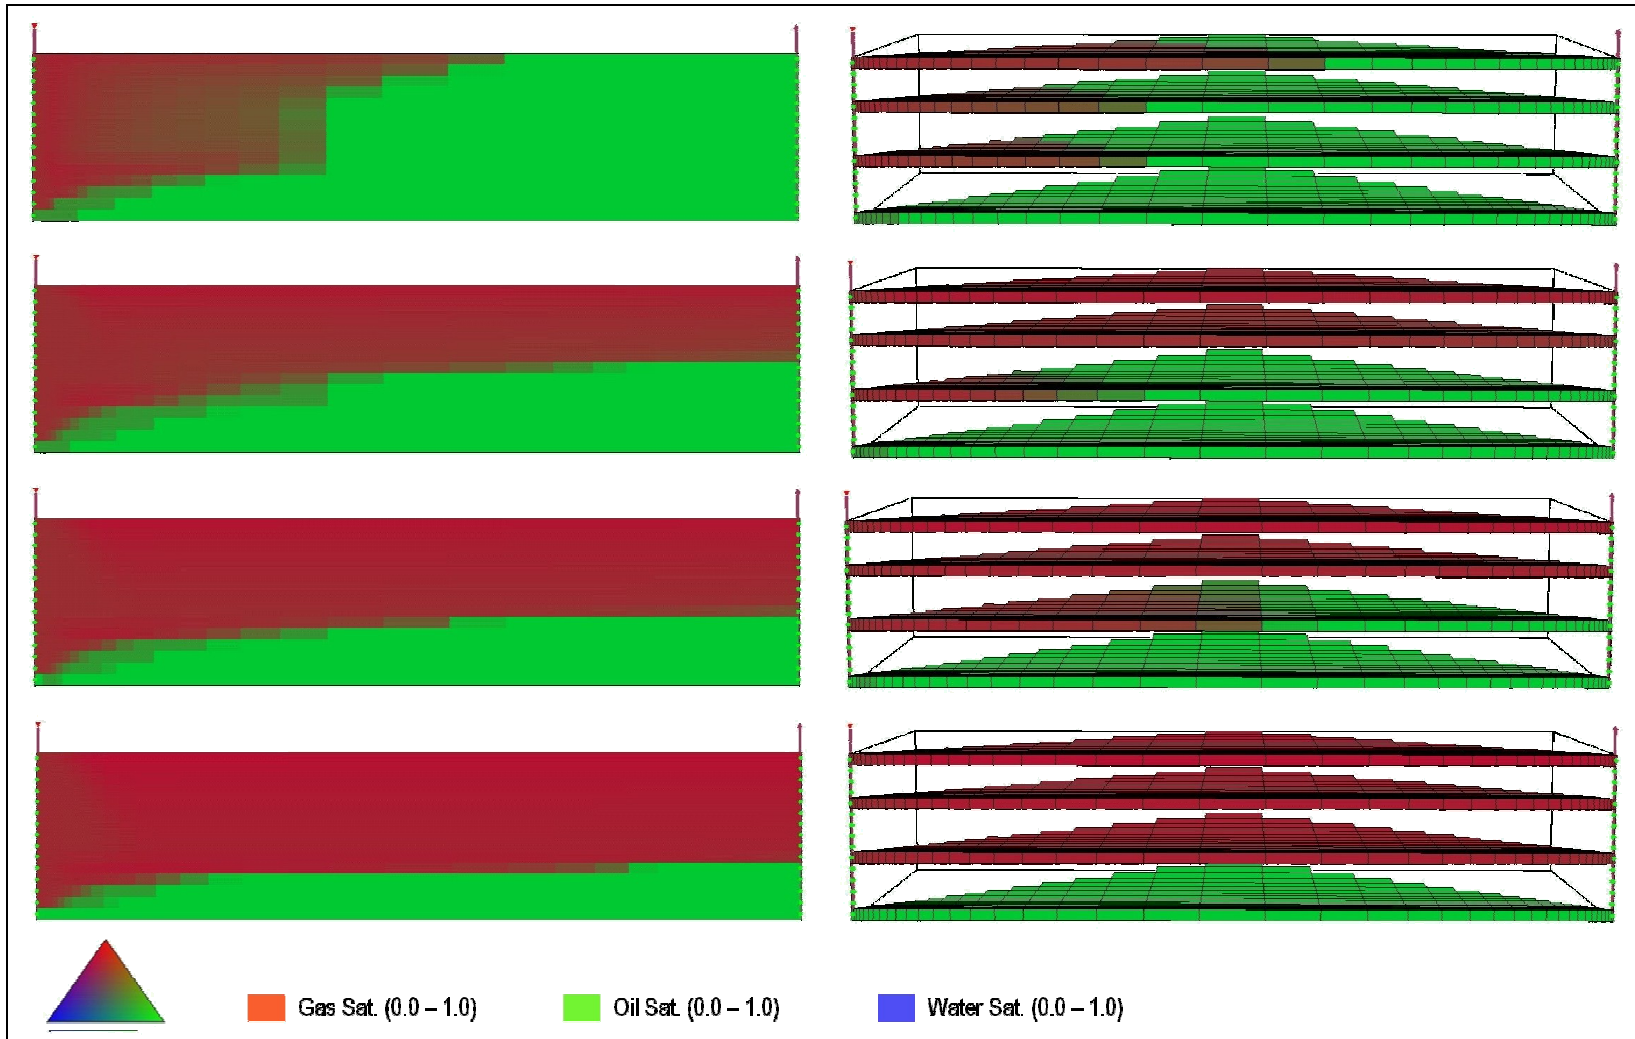 Gas Sat. (0.0 – 1.0)
Oil Sat. (0.0 – 1.0)
Water Sat. (0.0 – 1.0)